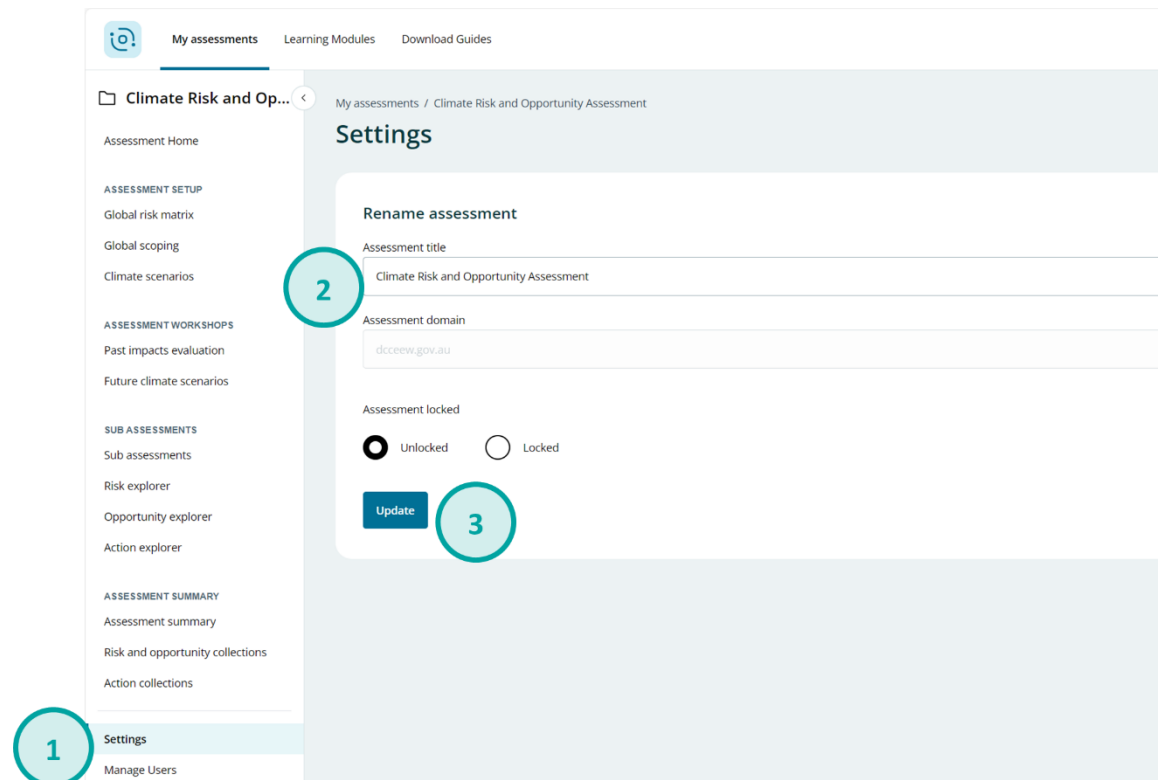 My assessments Learning Modules Download Guides
Climate Risk and Op...
Assessment Home
ASSESSMENT SETUP
Global risk matrix
Global scoping
Climate scenarios
ASSESSMENT WORKSHOPS
Past impacts evaluation
Future climate scenarios
SUB ASSESSMENTS
Sub assessments
Risk explorer
Opportunity explorer
Action explorer
ASSESSMENT SUMMARY
Assessment summary
Risk and opportunity collections
Action collections
1
Settings
Manage Users
My assessments / Climate Risk and Opportunity Assessment
Settings
Rename assessment
Assessment title
2
Climate Risk and Opportunity Assessment
Assessment domain
dcceew.gov.au
Assessment locked
Unlocked Locked
Update
3